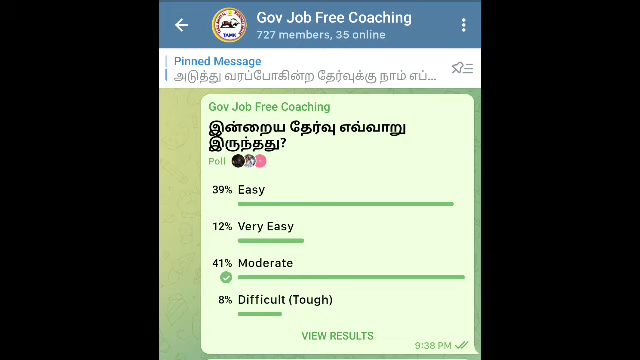 Gov Job Free Coaching
727 members, 35 online
TAMK
Pinned Message
அடுத்து வரப்போகின்ற தேர்வுக்கு நாம் எப்...
Gov Job Free Coaching
இன்றைய தேர்வு எவ்வாறு
இருந்தது?
Poll
39% Easy
12% Very Easy
41% Moderate
8% Difficult (Tough)
VIEW RESULTS
9:38 PM